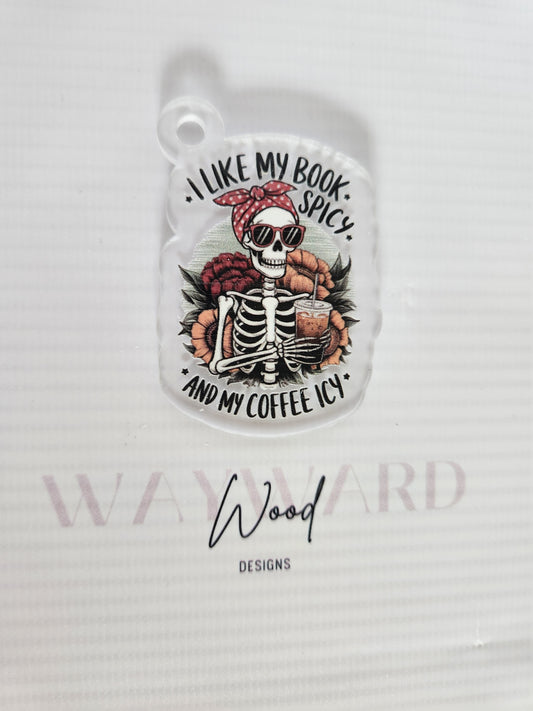 I LIKE MY BOOK
SPICY
AND MY COFFEE ICY
WAYWARD
Wood
DESIGNS